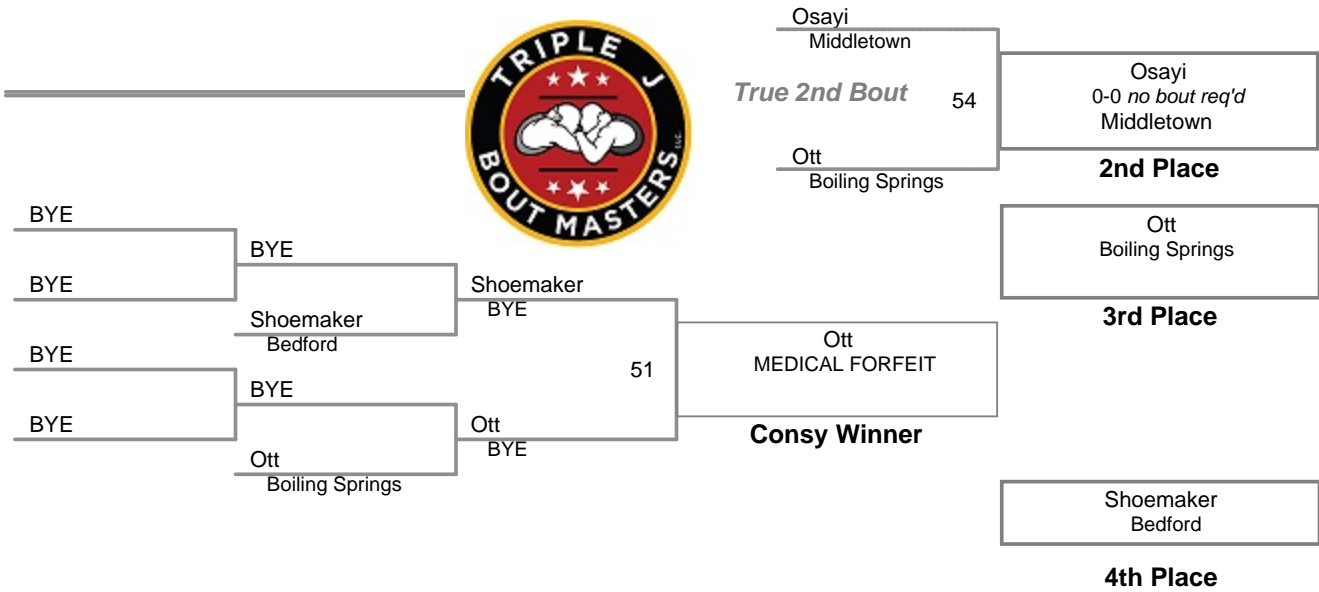 Osayi
Middletown
TRIPLE J
BOUT MASTERS LLC.
True 2nd Bout
54
Osayi
0-0 no bout req'd
Middletown
2nd Place
Ott
Boiling Springs
Ott
Boiling Springs
3rd Place
BYE
BYE
BYE
Shoemaker
BYE
Shoemaker
Bedford
BYE
51
Ott
MEDICAL FORFEIT
Consy Winner
BYE
BYE
Ott
BYE
Ott
Boiling Springs
Shoemaker
Bedford
4th Place